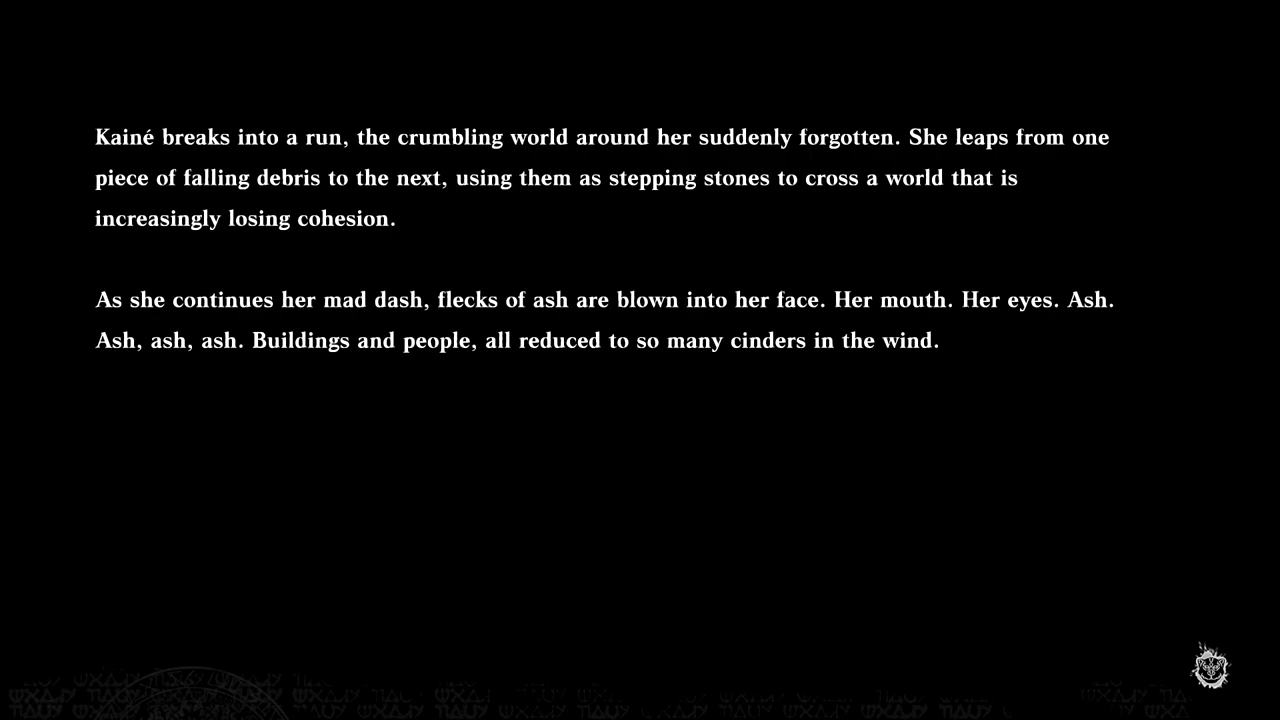 Kainé breaks into a run, the crumbling world around her suddenly forgotten. She leaps from one
piece of falling debris to the next, using them as stepping stones to cross a world that is
increasingly losing cohesion.
As she continues her mad dash, flecks of ash are blown into her face. Her mouth. Her eyes. Ash.
Ash, ash, ash. Buildings and people, all reduced to so many cinders in the wind.